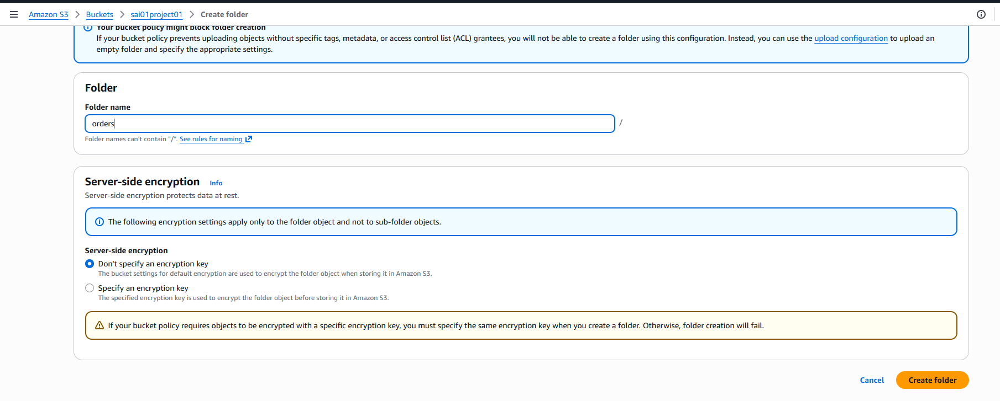 Amazon S3 > Buckets > sai01project01 > Create folder
Your bucket policy might block folder creation
If your bucket policy prevents uploading objects without specific tags, metadata, or access control list (ACL) grantees, you will not be able to create a folder using this configuration. Instead, you can use the upload configuration to upload an
empty folder and specify the appropriate settings.
Folder
Folder name
orders /
Folder names can't contain "/". See rules for naming
Server-side encryption Info
Server-side encryption protects data at rest.
The following encryption settings apply only to the folder object and not to sub-folder objects.
Server-side encryption
Don't specify an encryption key
The bucket settings for default encryption are used to encrypt the folder object when storing it in Amazon S3.
Specify an encryption key
The specified encryption key is used to encrypt the folder object before storing it in Amazon S3.
If your bucket policy requires objects to be encrypted with a specific encryption key, you must specify the same encryption key when you create a folder. Otherwise, folder creation will fail.
Cancel Create folder